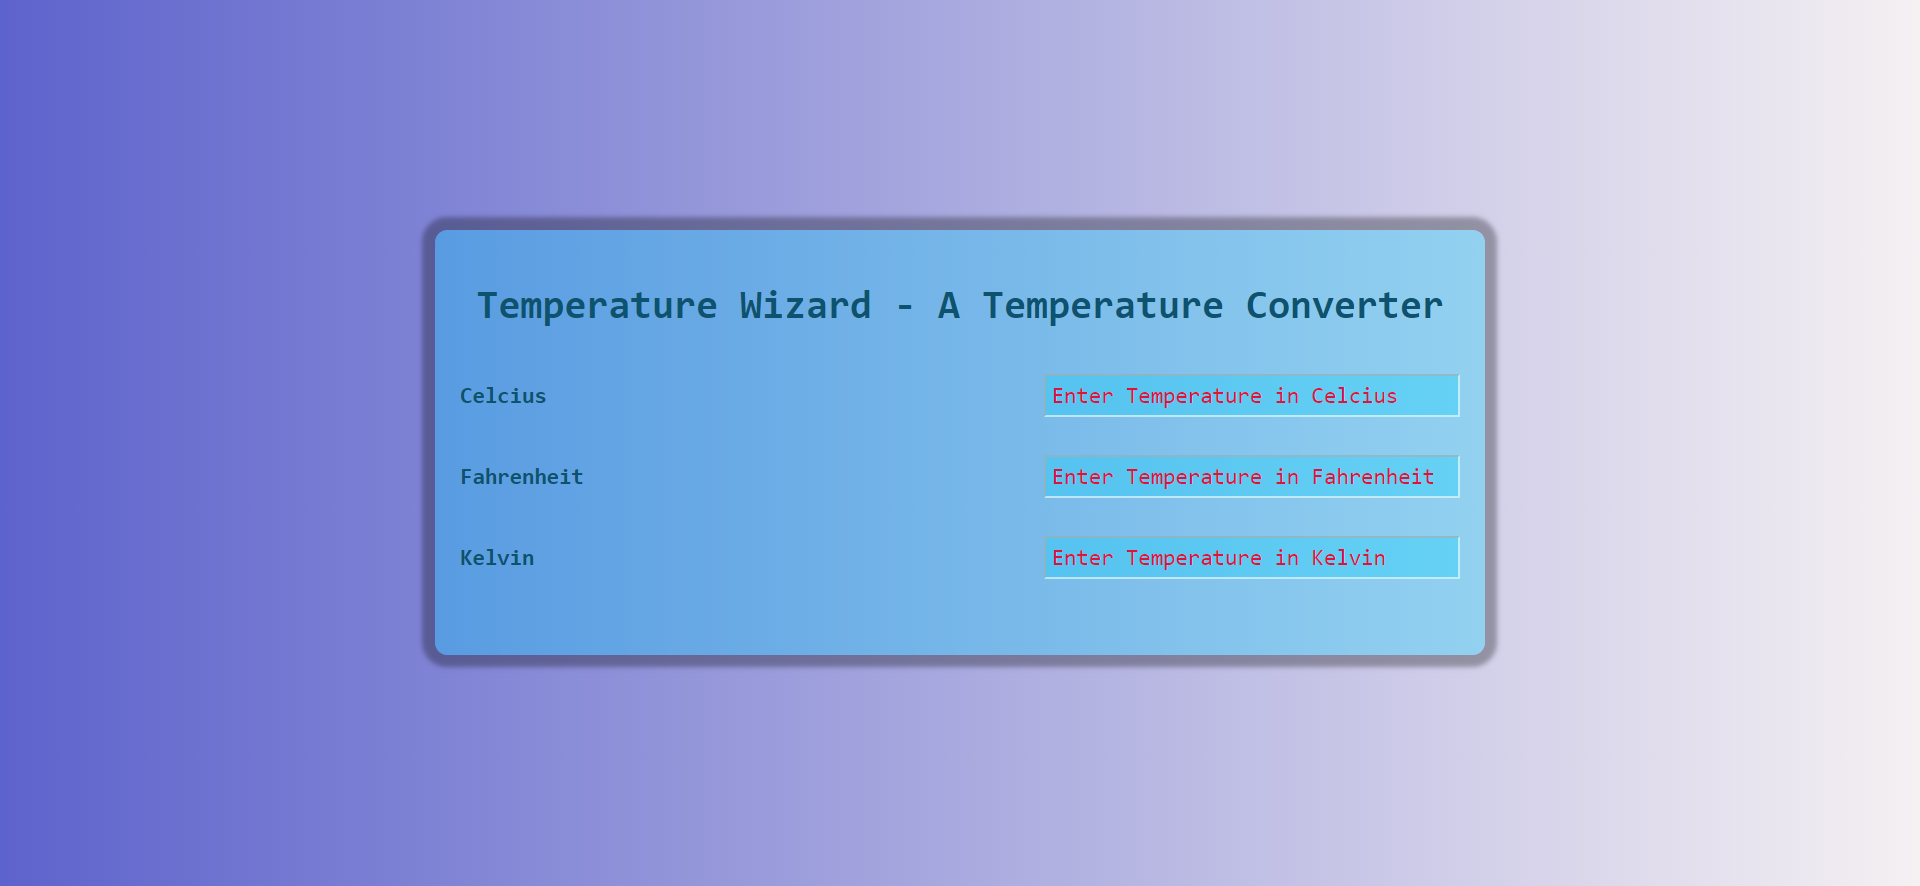 Temperature Wizard - A Temperature Converter
Celcius
Enter Temperature in Celcius
Fahrenheit
Enter Temperature in Fahrenheit
Kelvin
Enter Temperature in Kelvin